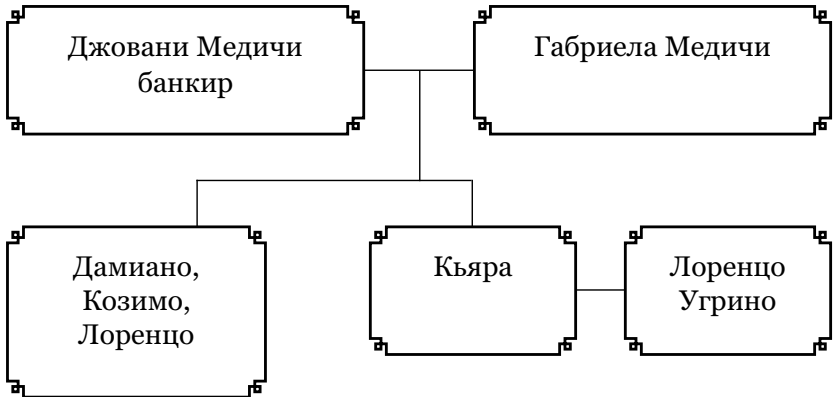 Джовани Медичи
банкир
Габриела Медичи
Дамиано,
Козимо,
Лоренцо
Кьяра
Лоренцо
Угрино